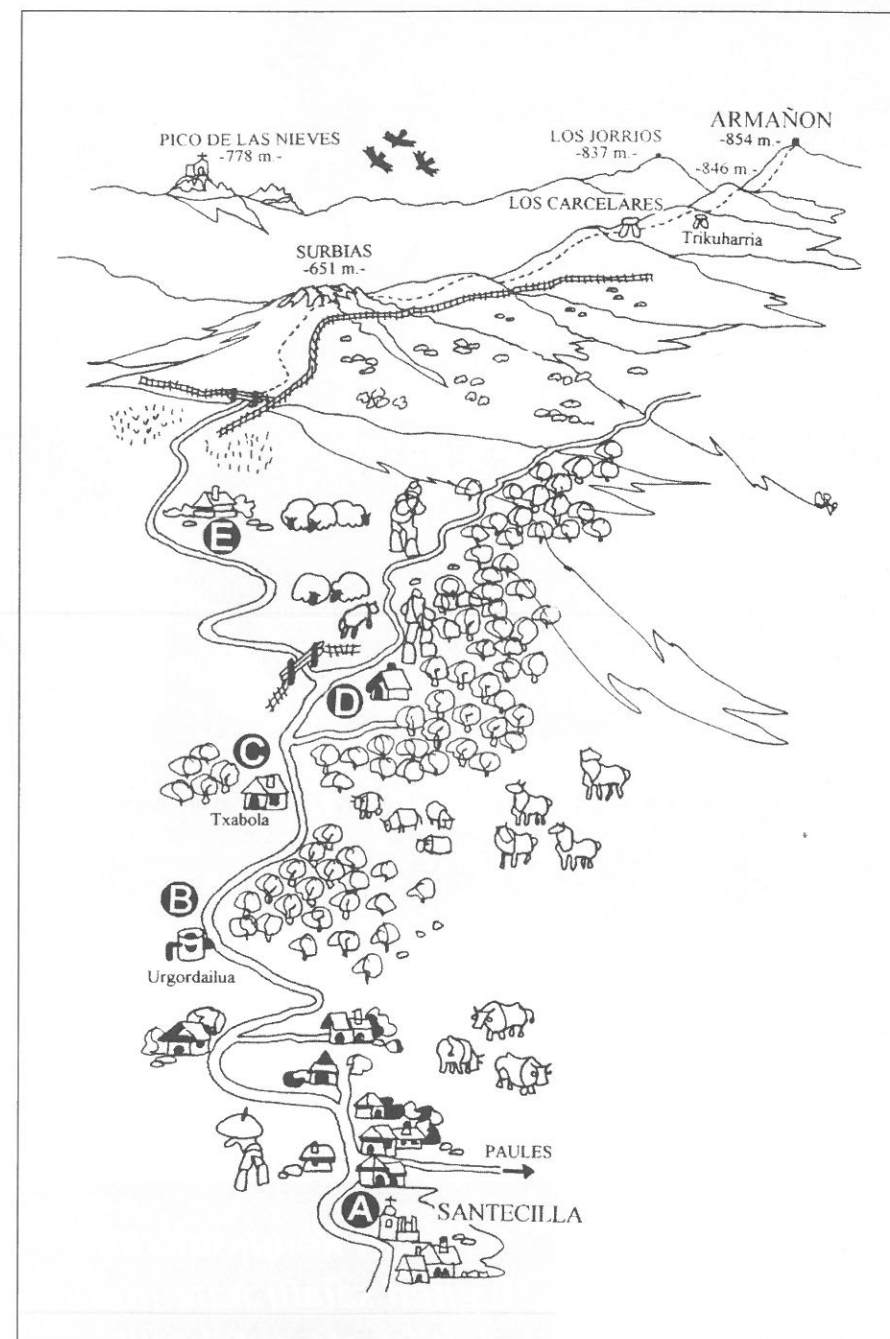 PICO DE LAS NIEVES
-778 m.-
LOS JORRIOS
-837 m.-
ARMAÑON
-854 m.-
-846 m.-
LOS CARCELARES
Trikuharria
SURBIAS
-651 m.-
E
D
C
Txabola
B
Urgordailua
PAULES
A
SANTECILLA